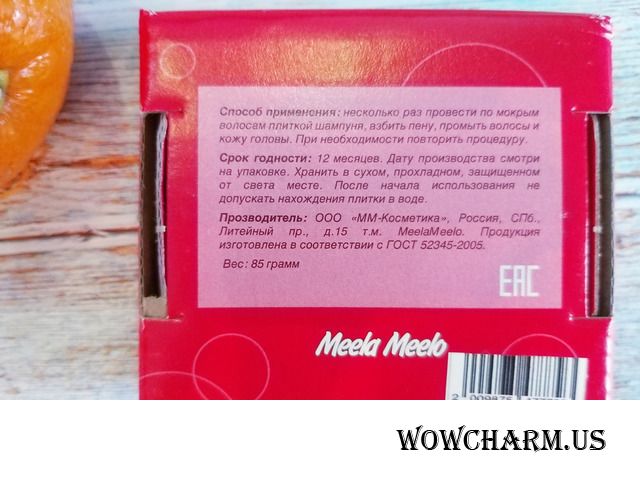 Способ применения: несколько раз провести по мокрым
волосам плиткой шампуня, взбить пену, промыть волосы и
кожу головы. При необходимости повторить процедуру.
Срок годности: 12 месяцев. Дату производства смотри
на упаковке. Хранить в сухом, прохладном, защищенном
от света месте. После начала использования не
допускать нахождения плитки в воде.
Прозводитель: ООО «ММ-Косметика», Россия, СПб.,
Литейный пр., д.15 т.м. MeelaMeelo. Продукция
изготовлена в соответствии с ГОСТ 52345-2005.
Вес: 85 грамм
EAC
Meela Meelo
2 009876
WOWCHARM.US